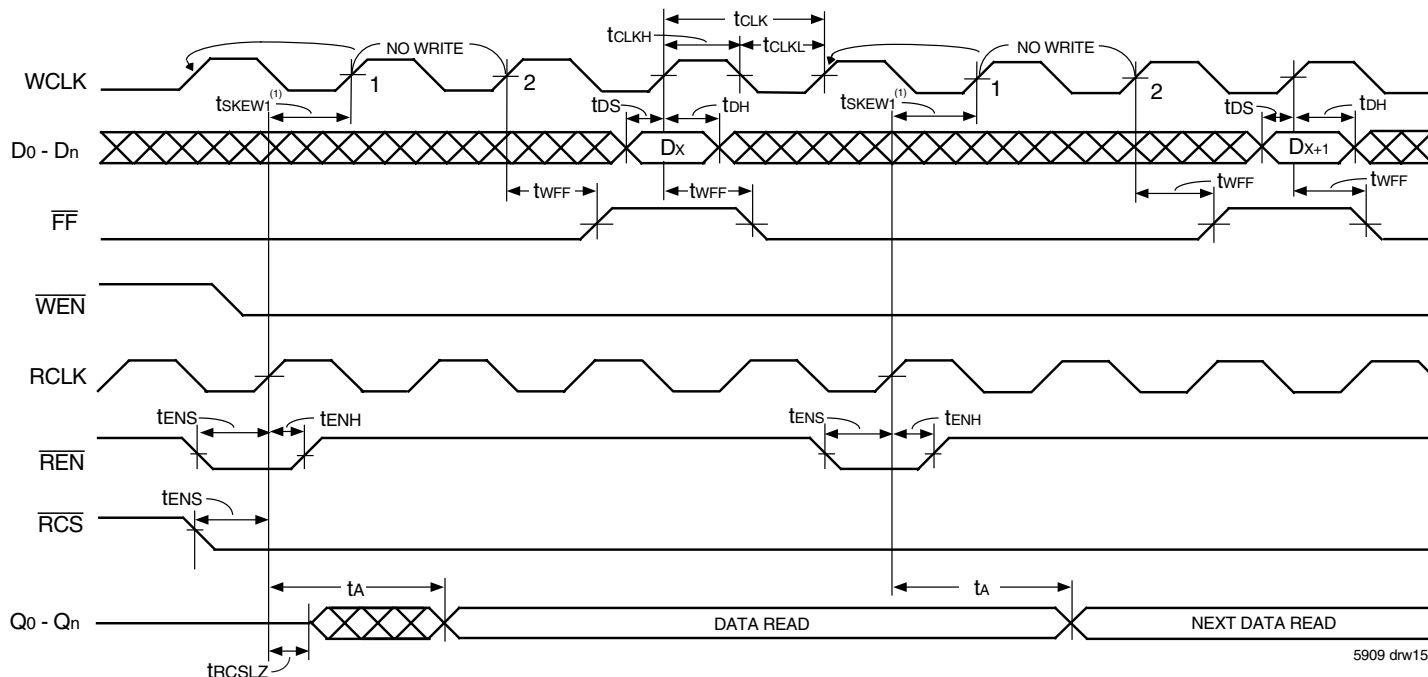 tCLK
tCLKH tCLKL
NO WRITE NO WRITE
WCLK 1 2 1 2
tSKEW1(1) tDS tDH tSKEW1(1) tDS tDH
D0 - Dn DX DX+1
tWFF tWFF tWFF tWFF
FF
WEN
RCLK
tENS tENH tENS tENH
REN
tENS
RCS
tA tA
Q0 - Qn DATA READ NEXT DATA READ
tRCSLZ
5909 drw15